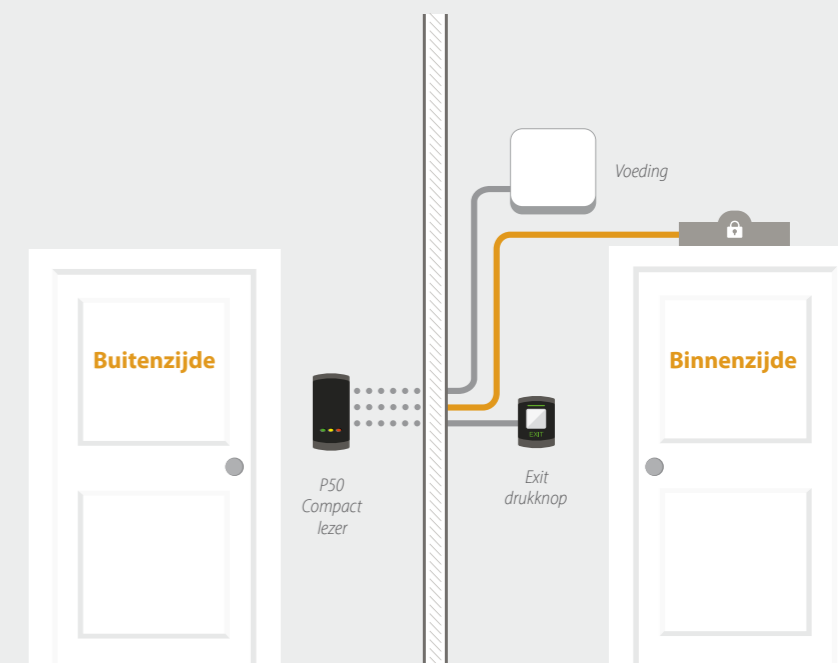 Voeding
Buitenzijde
Binnenzijde
EXIT
P50
Compact
lezer
Exit
drukknop